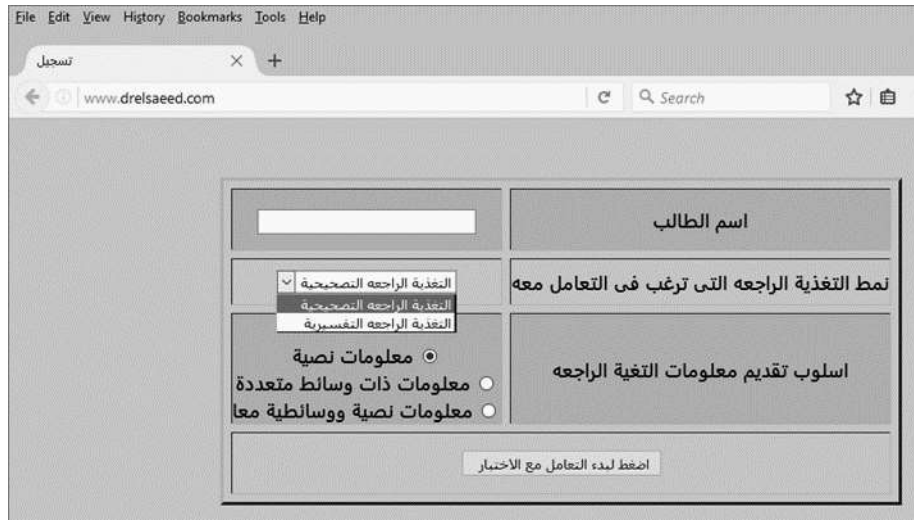 File Edit View History Bookmarks Tools Help
تسجيل
www.drelsaeed.com
Search
اسم الطالب
نمط التغذية الراجعه التى ترغب فى التعامل معه
التغذية الراجعه التصحيحية
التغذية الراجعه التصحيحية
التغذية الراجعه التفسيرية
اسلوب تقديم معلومات التغية الراجعه
معلومات نصية
معلومات ذات وسائط متعددة
معلومات نصية ووسائطية معا
اضغط لبدء التعامل مع الاختبار